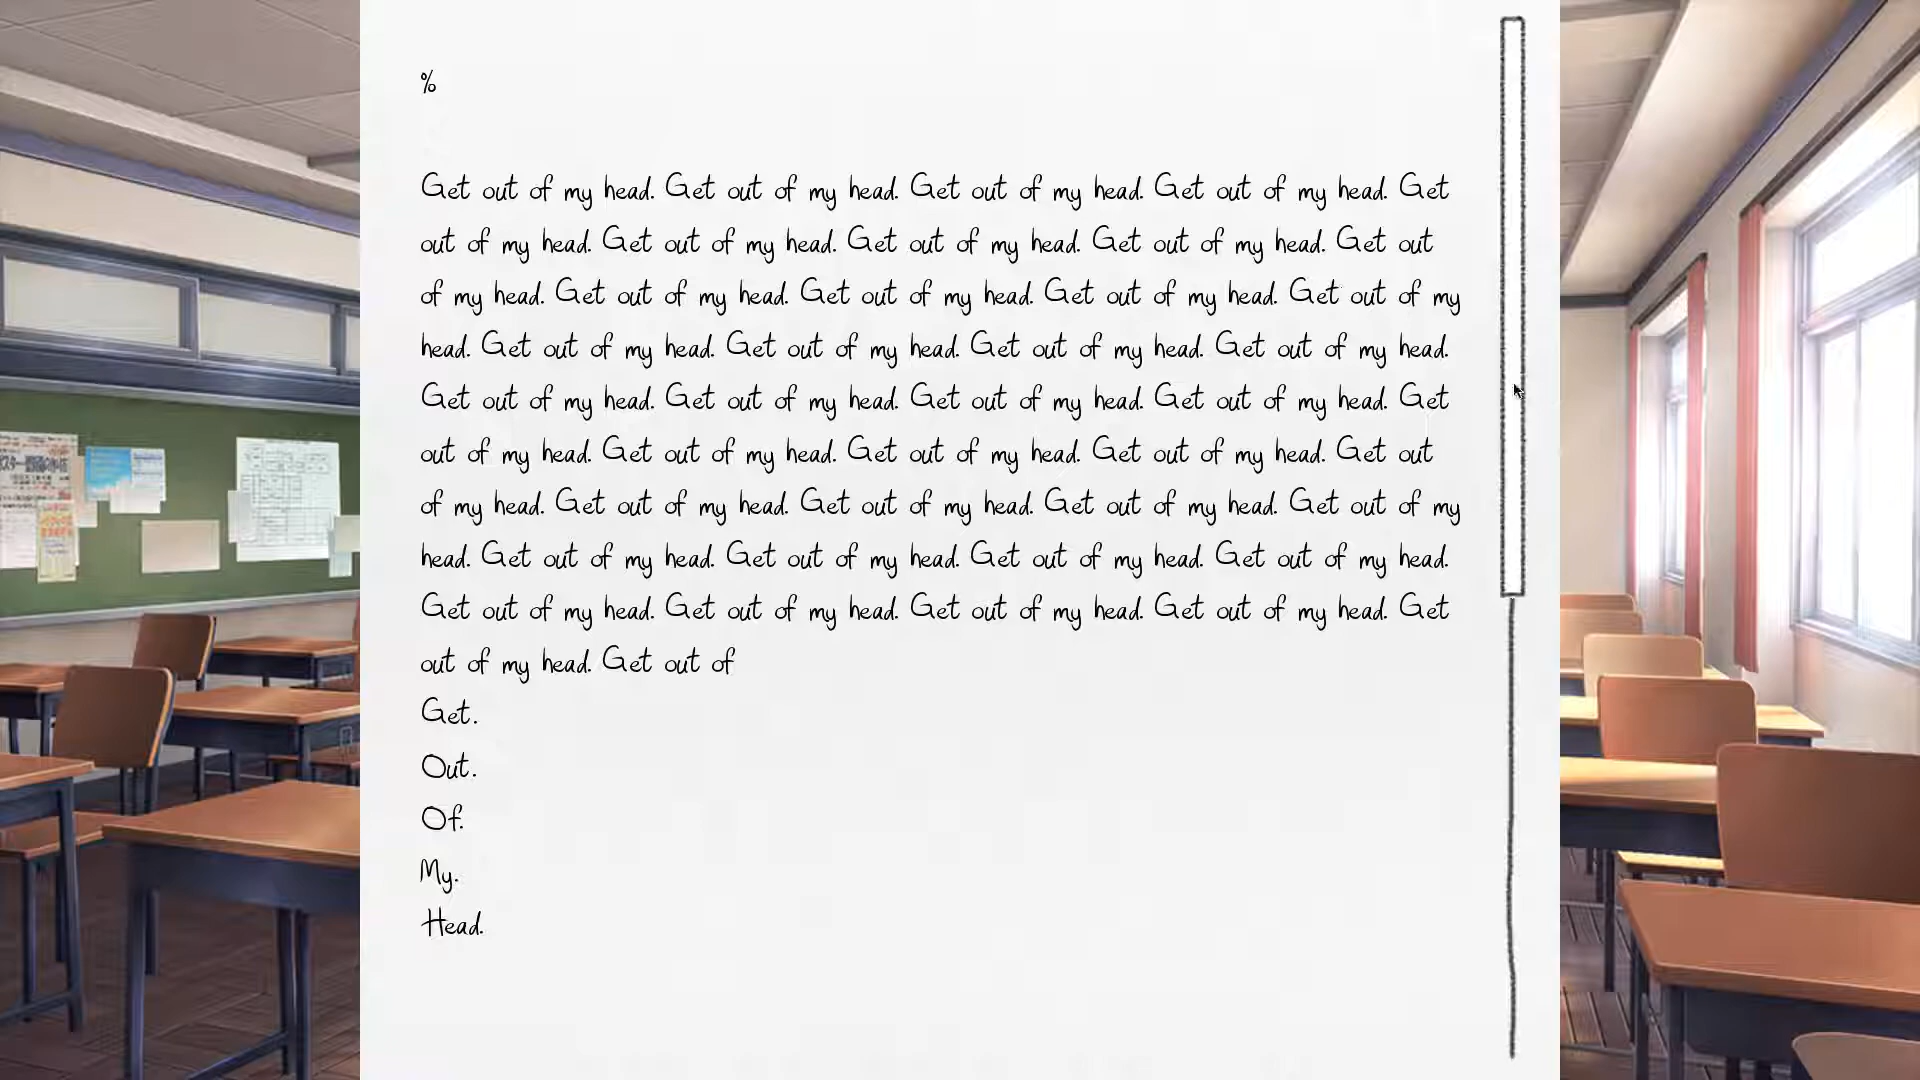 %
Get out of my head. Get out of my head. Get out of my head. Get out of my head. Get
out of my head. Get out of my head. Get out of my head. Get out of my head. Get out
of my head. Get out of my head. Get out of my head. Get out of my head. Get out of my
head. Get out of my head. Get out of my head. Get out of my head. Get out of my head.
Get out of my head. Get out of my head. Get out of my head. Get out of my head. Get
out of my head. Get out of my head. Get out of my head. Get out of my head. Get out
of my head. Get out of my head. Get out of my head. Get out of my head. Get out of my
head. Get out of my head. Get out of my head. Get out of my head. Get out of my head.
Get out of my head. Get out of my head. Get out of my head. Get out of my head. Get
out of my head. Get out of
Get.
Out.
Of.
My.
Head.